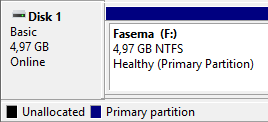 Disk 1
Basic
4,97 GB
Online
Fasema (F:)
4,97 GB NTFS
Healthy (Primary Partition)
Unallocated Primary partition